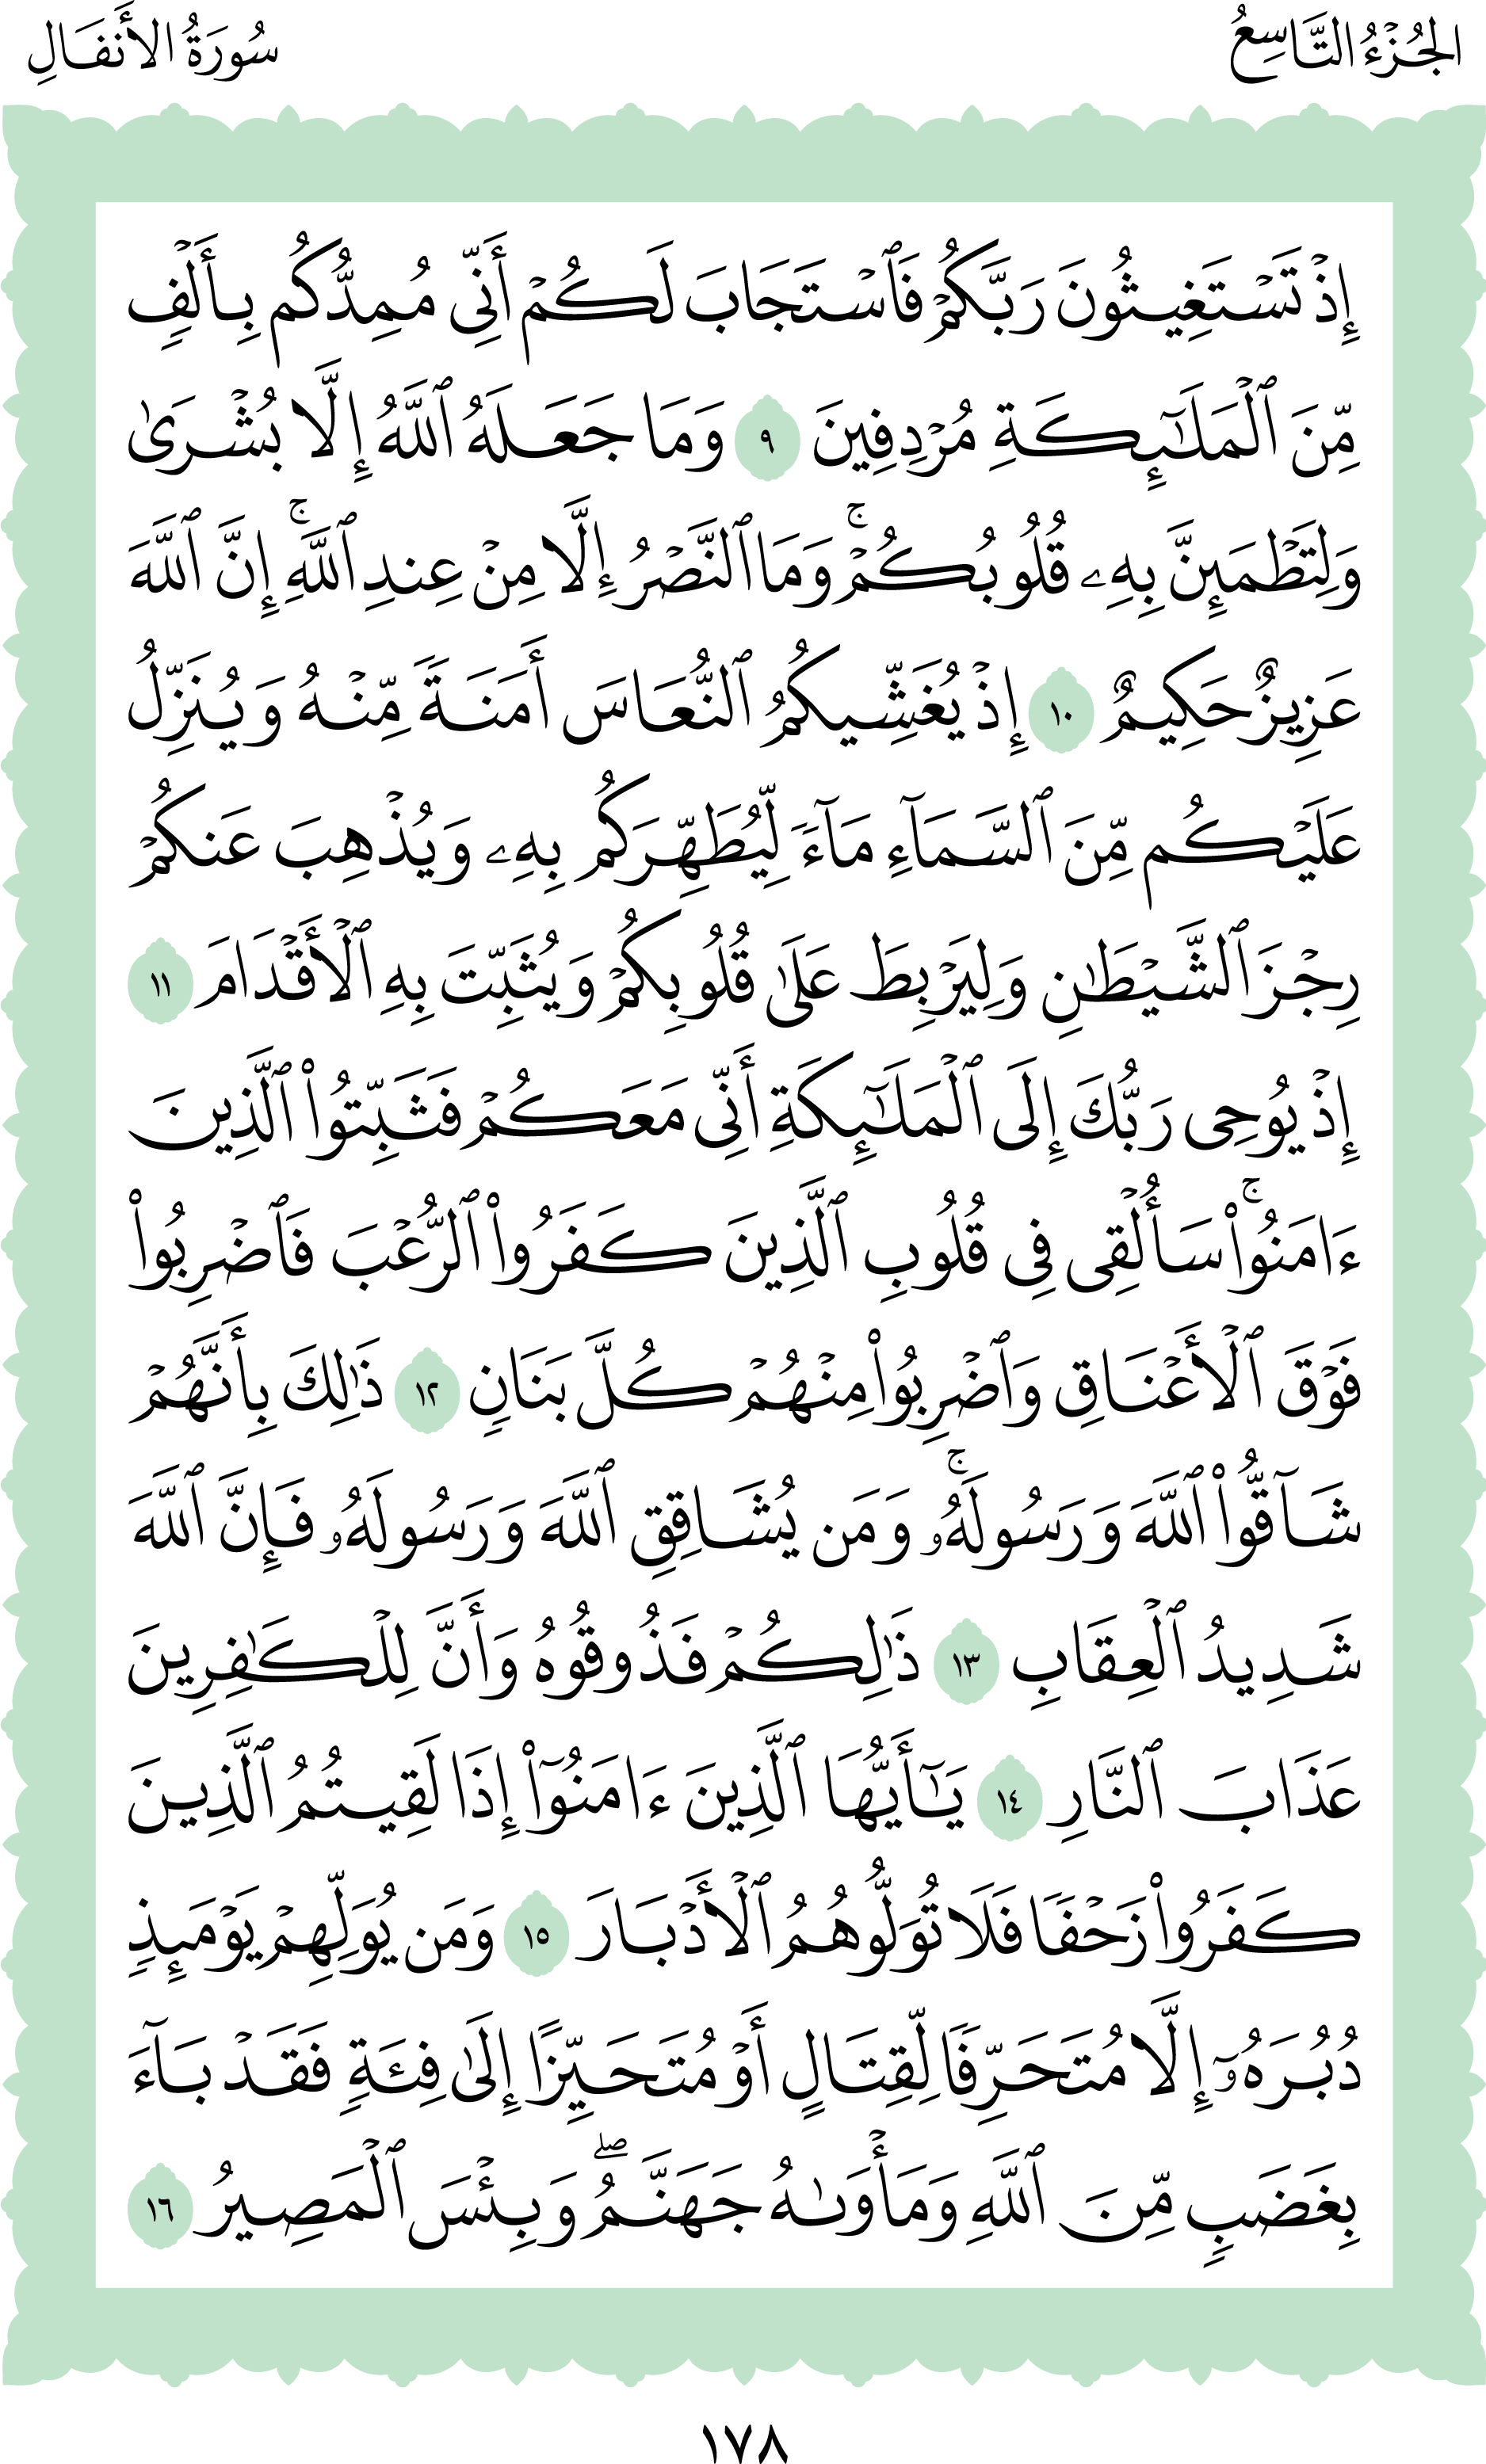 الجُزْءُ التَّاسِعُ
سُورَةُ الأَنفَالِ
إِذۡ تَسۡتَغِيثُونَ رَبَّكُمۡ فَٱسۡتَجَابَ لَكُمۡ أَنِّي مُمِدُّكُم بِأَلۡفٖ
مِّنَ ٱلۡمَلَٰٓئِكَةِ مُرۡدِفِينَ ٩ وَمَا جَعَلَهُ ٱللَّهُ إِلَّا بُشۡرَىٰ
وَلِتَطۡمَئِنَّ بِهِۦ قُلُوبُكُمۡۚ وَمَا ٱلنَّصۡرُ إِلَّا مِنۡ عِندِ ٱللَّهِۚ إِنَّ ٱللَّهَ
عَزِيزٌ حَكِيمٌ ١٠ إِذۡ يُغَشِّيكُمُ ٱلنُّعَاسَ أَمَنَةٗ مِّنۡهُ وَيُنَزِّلُ
عَلَيۡكُم مِّنَ ٱلسَّمَآءِ مَآءٗ لِّيُطَهِّرَكُم بِهِۦ وَيُذۡهِبَ عَنكُمۡ
رِجۡزَ ٱلشَّيۡطَٰنِ وَلِيَرۡبِطَ عَلَىٰ قُلُوبِكُمۡ وَيُثَبِّتَ بِهِ ٱلۡأَقۡدَامَ ١١
إِذۡ يُوحِي رَبُّكَ إِلَى ٱلۡمَلَٰٓئِكَةِ أَنِّي مَعَكُمۡ فَثَبِّتُواْ ٱلَّذِينَ
ءَامَنُواْۚ سَأُلۡقِي فِي قُلُوبِ ٱلَّذِينَ كَفَرُواْ ٱلرُّعۡبَ فَٱضۡرِبُواْ
فَوۡقَ ٱلۡأَعۡنَاقِ وَٱضۡرِبُواْ مِنۡهُمۡ كُلَّ بَنَانٖ ١٢ ذَٰلِكَ بِأَنَّهُمۡ
شَآقُّواْ ٱللَّهَ وَرَسُولَهُۥۚ وَمَن يُشَاقِقِ ٱللَّهَ وَرَسُولَهُۥ فَإِنَّ ٱللَّهَ
شَدِيدُ ٱلۡعِقَابِ ١٣ ذَٰلِكُمۡ فَذُوقُوهُ وَأَنَّ لِلۡكَٰفِرِينَ
عَذَابَ ٱلنَّارِ ١٤ يَٰٓأَيُّهَا ٱلَّذِينَ ءَامَنُوٓاْ إِذَا لَقِيتُمُ ٱلَّذِينَ
كَفَرُواْ زَحۡفٗا فَلَا تُوَلُّوهُمُ ٱلۡأَدۡبَارَ ١٥ وَمَن يُوَلِّهِمۡ يَوۡمَئِذٖ
دُبُرَهُۥٓ إِلَّا مُتَحَرِّفٗا لِّقِتَالٍ أَوۡ مُتَحَيِّزًا إِلَىٰ فِئَةٖ فَقَدۡ بَآءَ
بِغَضَبٖ مِّنَ ٱللَّهِ وَمَأۡوَىٰهُ جَهَنَّمُۖ وَبِئۡسَ ٱلۡمَصِيرُ ١٦
١٧٨